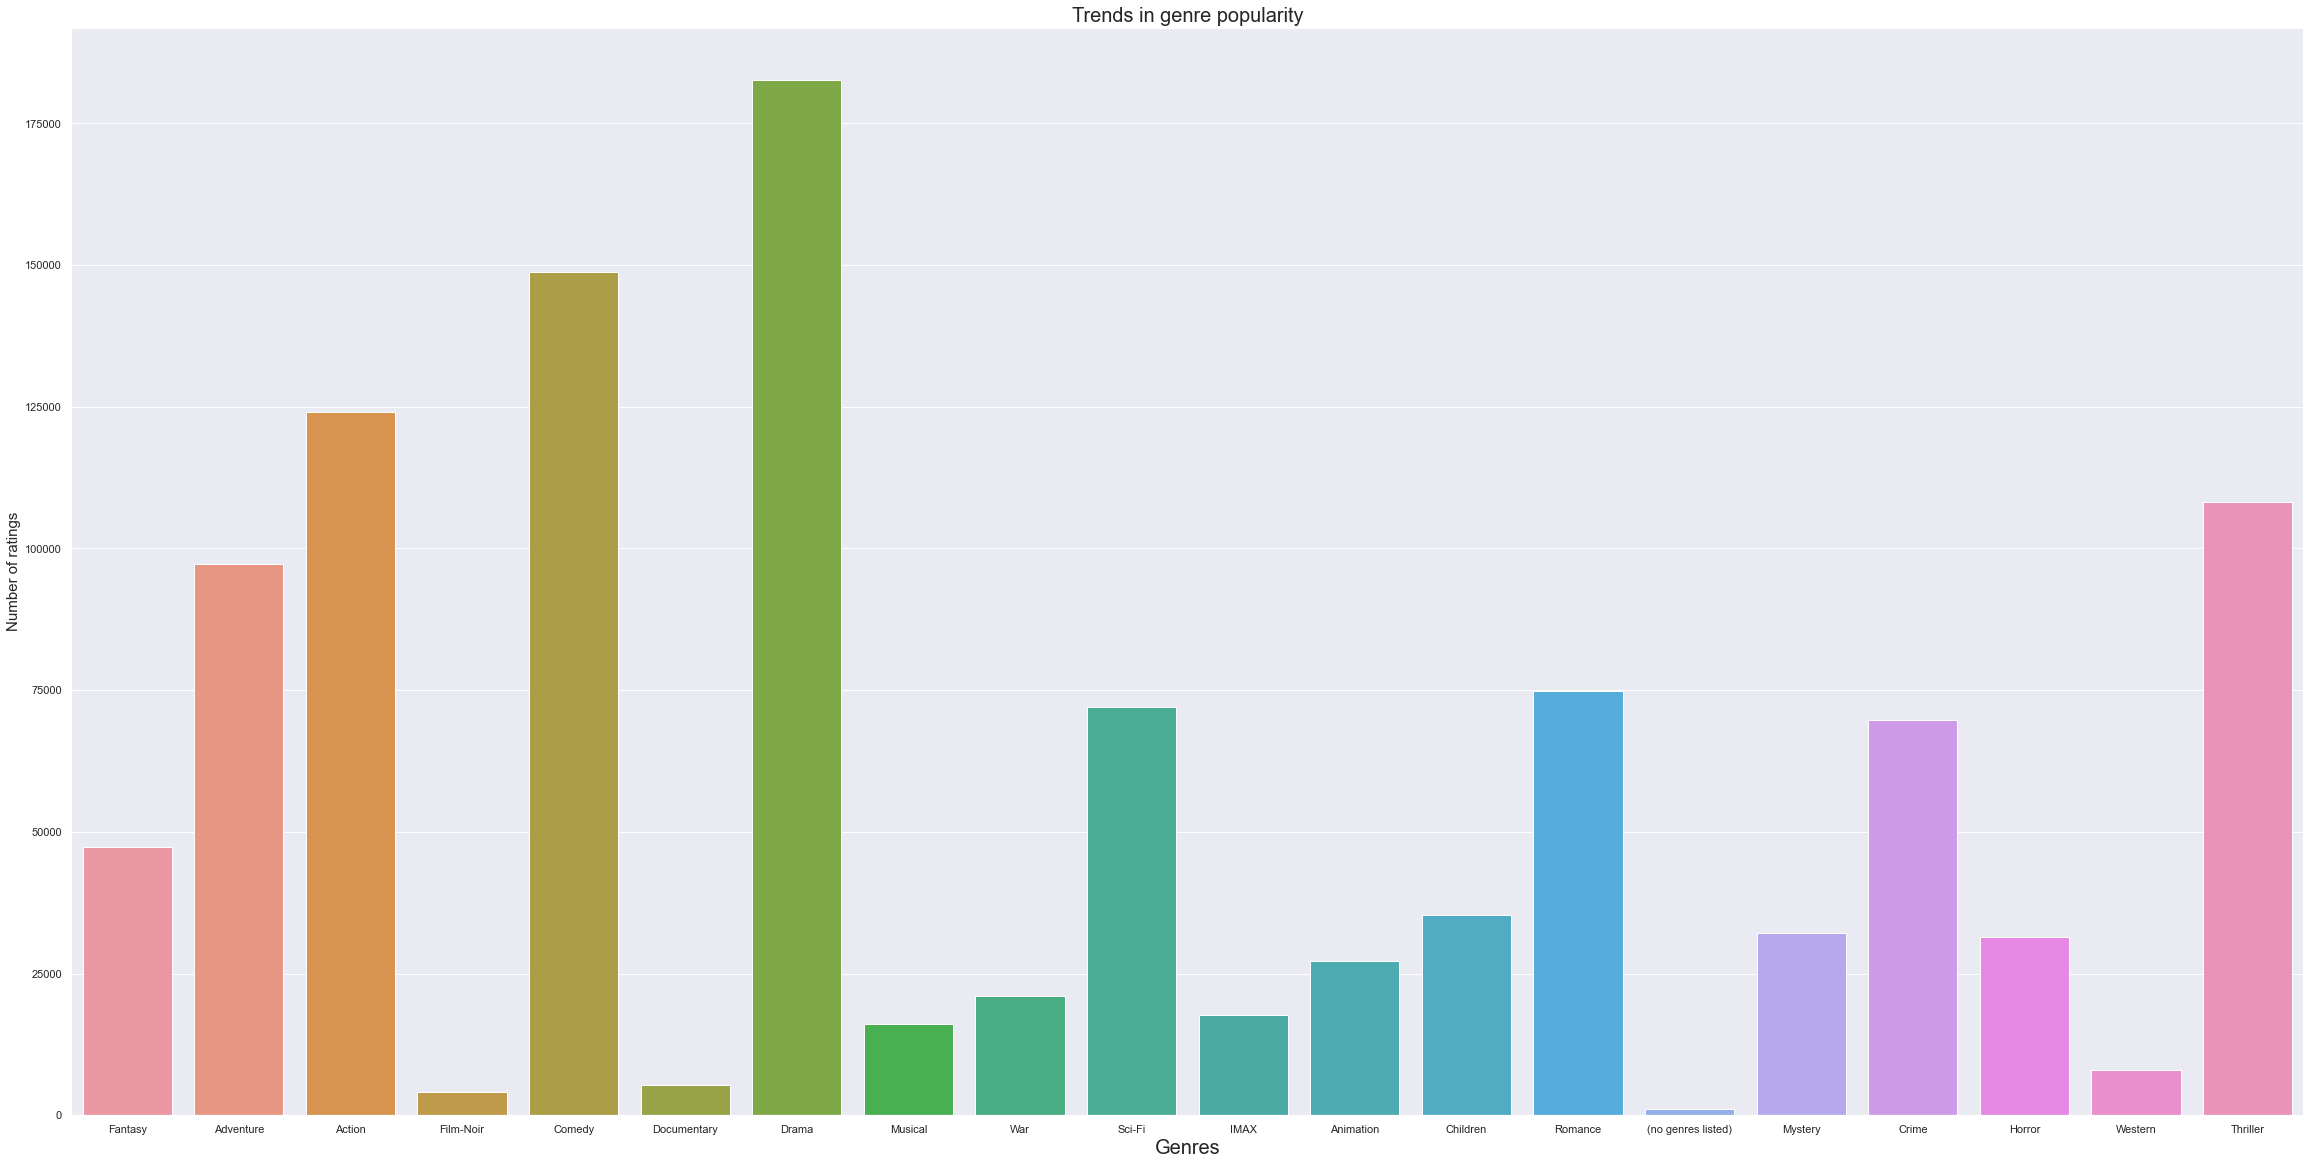 Trends in genre popularity
Number of ratings
175000
150000
125000
100000
75000
50000
25000
0
Fantasy Adventure Action Film-Noir Comedy Documentary Drama Musical War Sci-Fi IMAX Animation Children Romance (no genres listed) Mystery Crime Horror Western Thriller
Genres